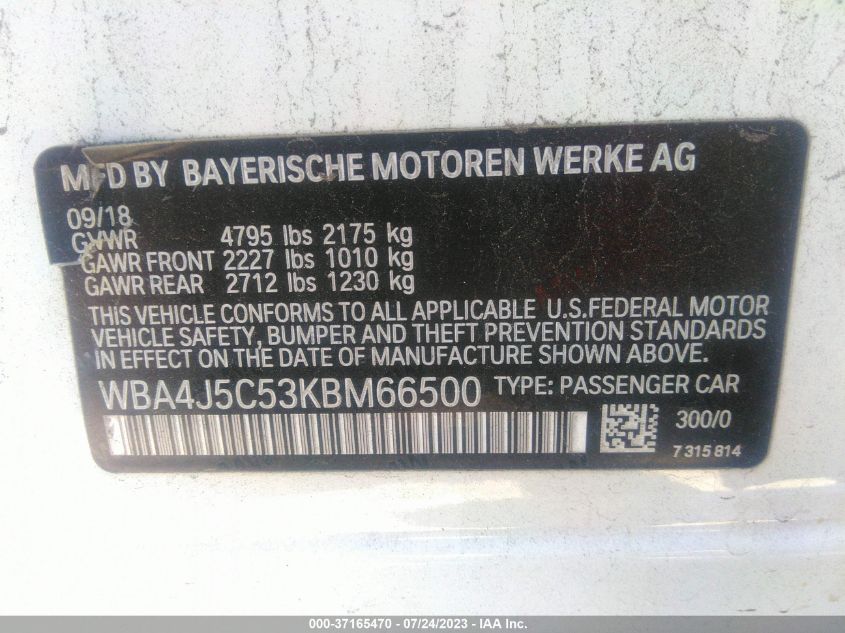 MFD BY BAYERISCHE MOTOREN WERKE AG
09/18
GVWR 4795 lbs 2175 kg
GAWR FRONT 2227 lbs 1010 kg
GAWR REAR 2712 lbs 1230 kg
THIS VEHICLE CONFORMS TO ALL APPLICABLE U.S.FEDERAL MOTOR
VEHICLE SAFETY, BUMPER AND THEFT PREVENTION STANDARDS
IN EFFECT ON THE DATE OF MANUFACTURE SHOWN ABOVE.
WBA4J5C53KBM66500 TYPE: PASSENGER CAR
300/0
7 315 814
000-37165470 - 07/24/2023 - IAA Inc.